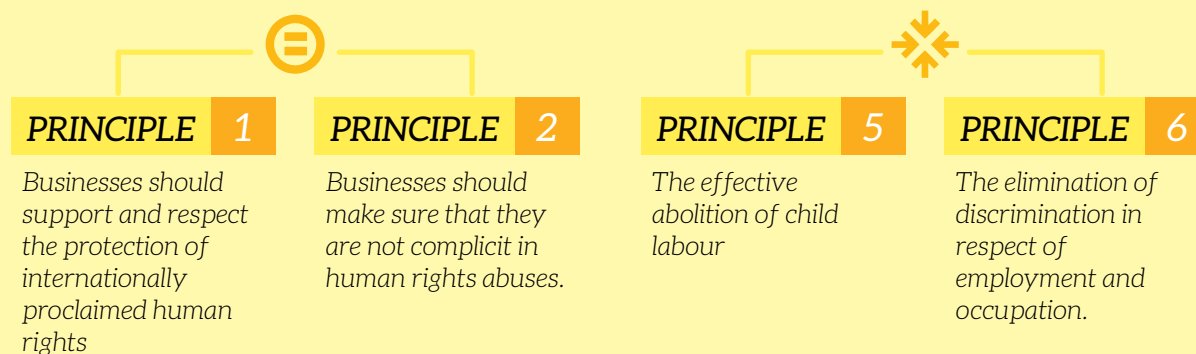 PRINCIPLE 1
Businesses should
support and respect
the protection of
internationally
proclaimed human
rights
PRINCIPLE 2
Businesses should
make sure that they
are not complicit in
human rights abuses.
PRINCIPLE 5
The effective
abolition of child
labour
PRINCIPLE 6
The elimination of
discrimination in
respect of
employment and
occupation.